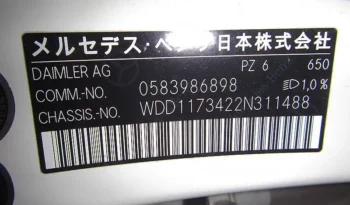 メルセデス・ベンツ日本株式会社
DAIMLER AG PZ 6 650
COMM.-NO. 0583986898 1,0%
CHASSIS.-NO. WDD1173422N311488